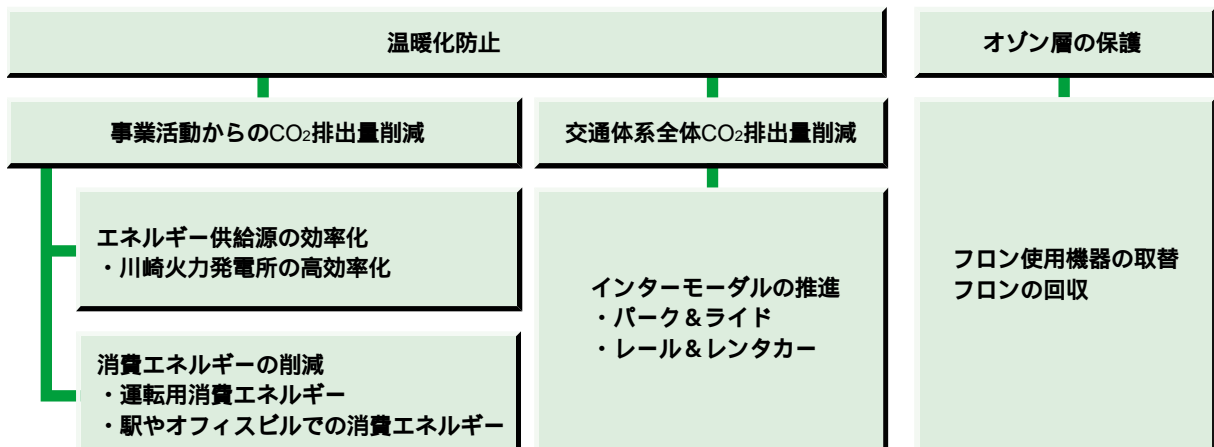 温暖化防止
オゾン層の保護
事業活動からのCO₂排出量削減
交通体系全体CO₂排出量削減
エネルギー供給源の効率化
・川崎火力発電所の高効率化
消費エネルギーの削減
・運転用消費エネルギー
・駅やオフィスビルでの消費エネルギー
インターモーダルの推進
・パーク&ライド
・レール&レンタカー
フロン使用機器の取替
フロンの回収